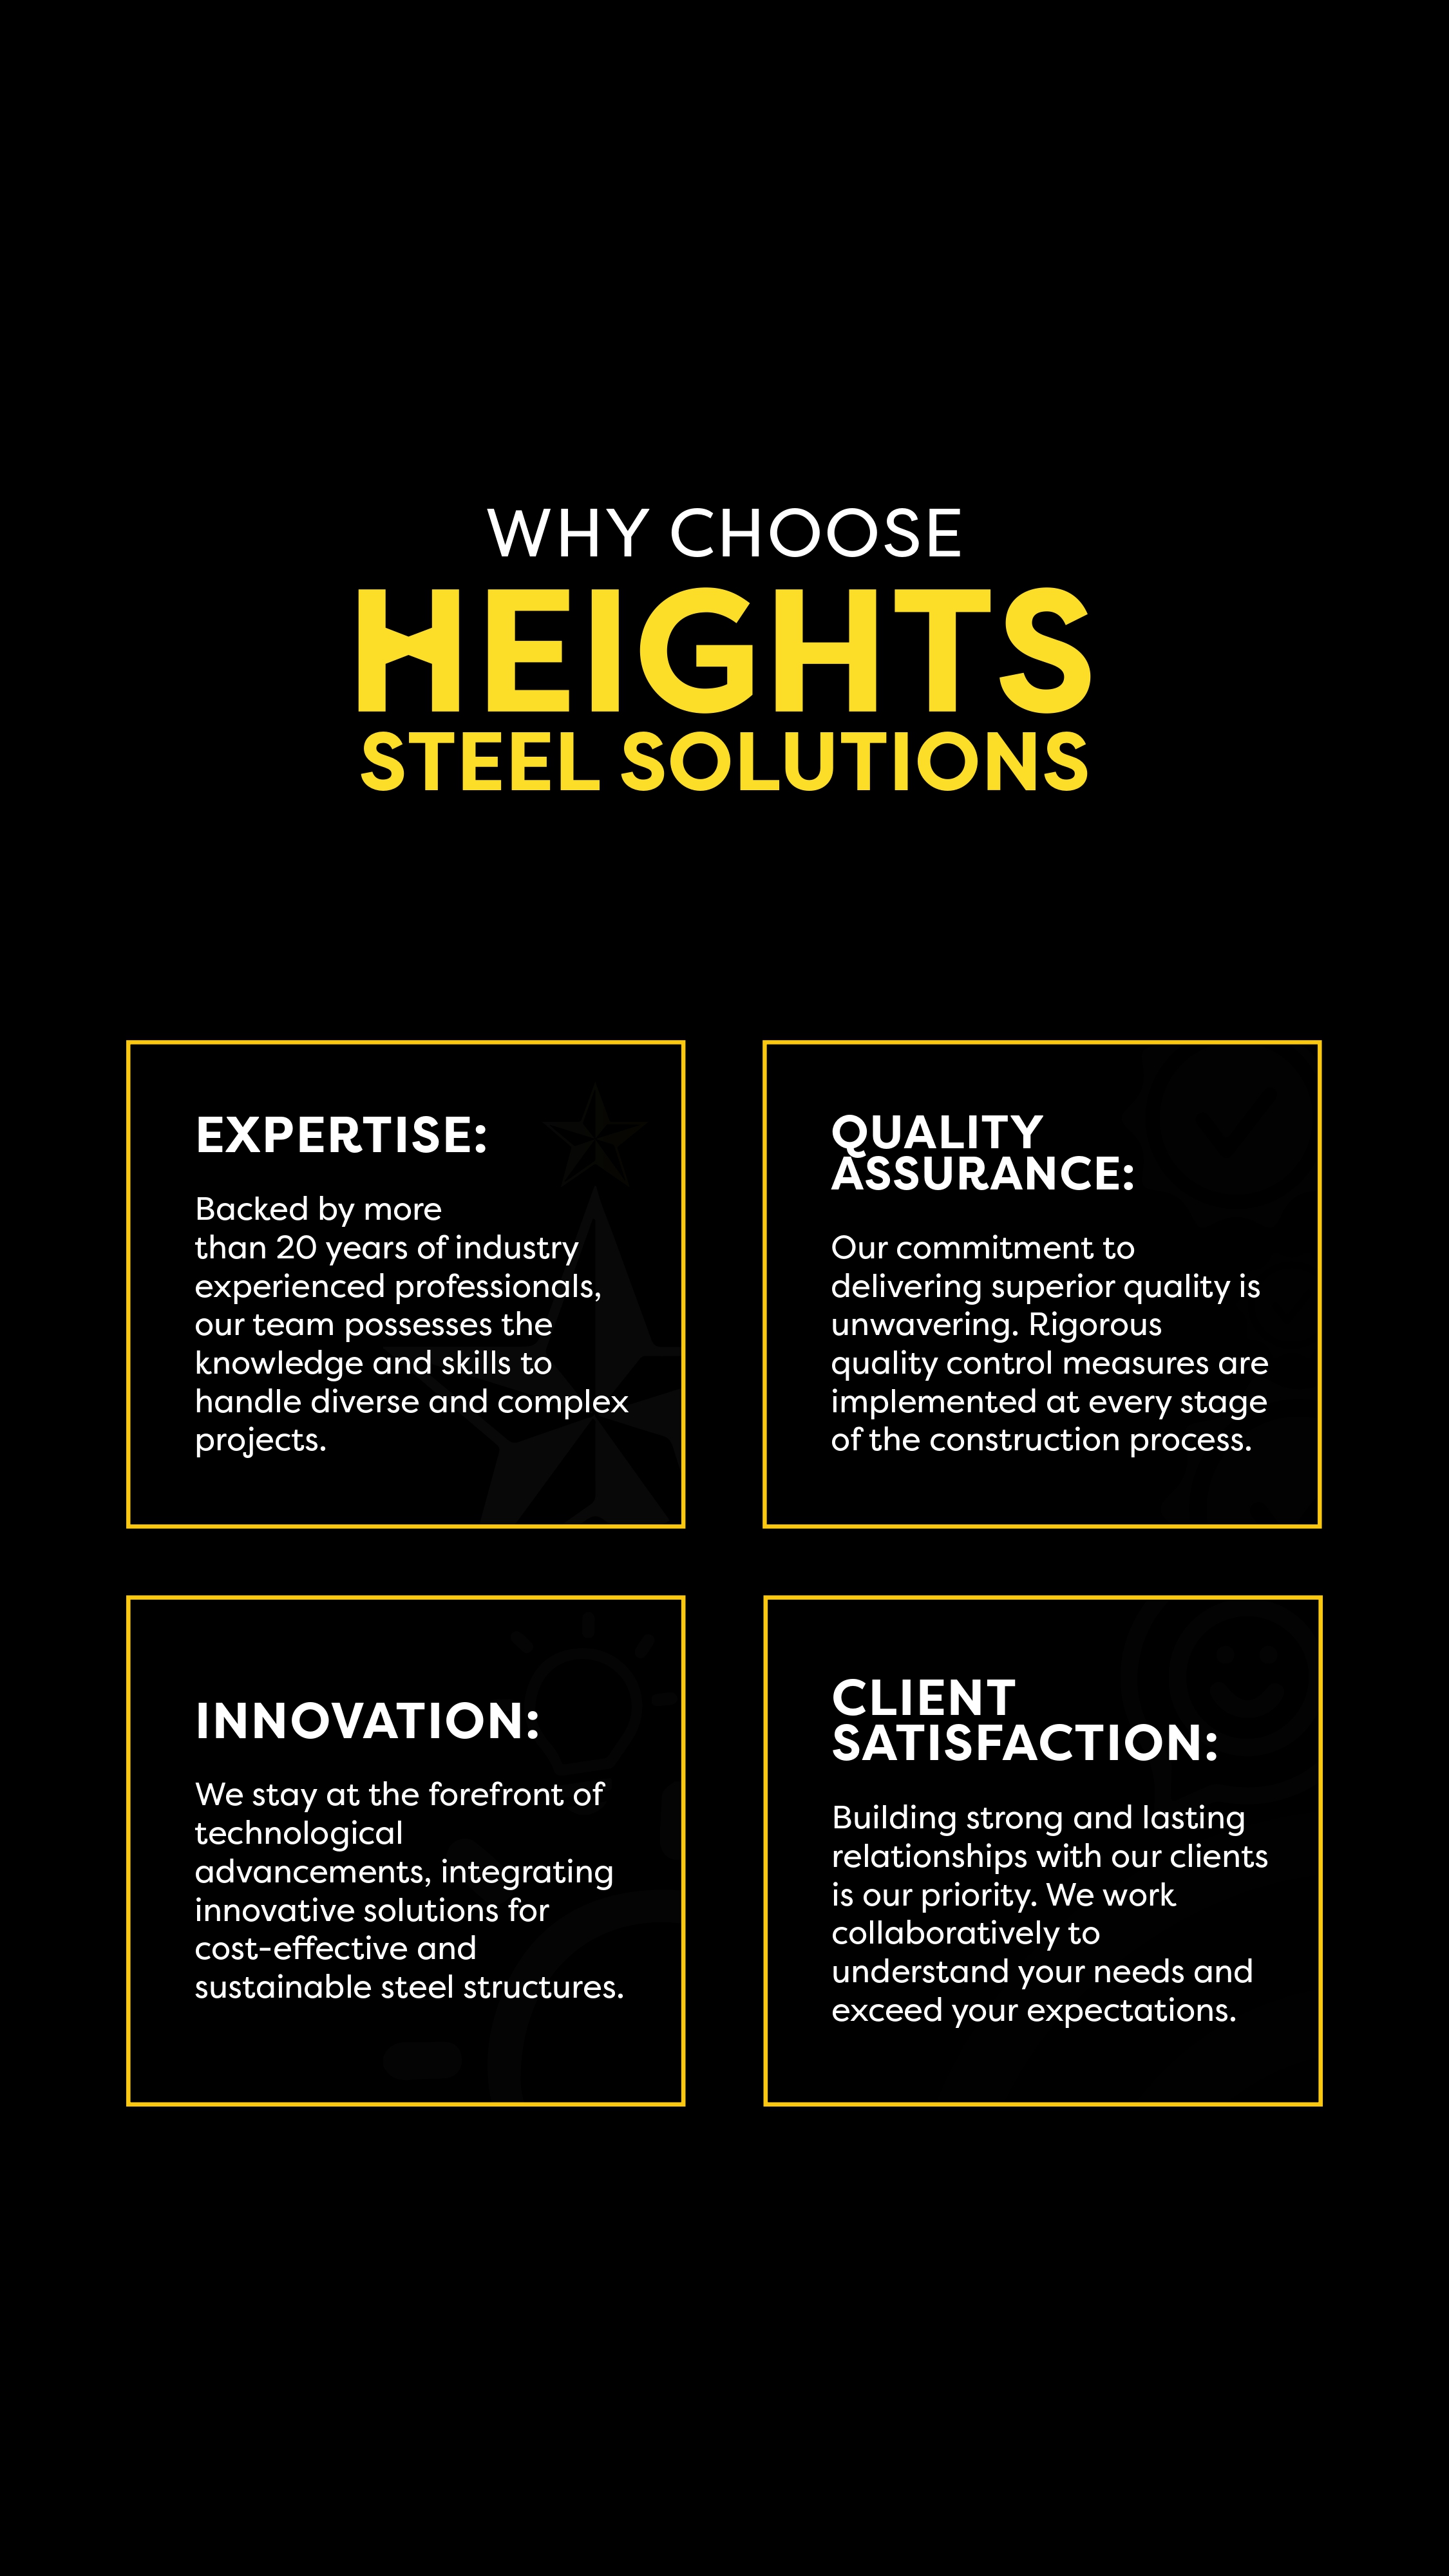 WHY CHOOSE
HEIGHTS
STEEL SOLUTIONS
EXPERTISE:
Backed by more
than 20 years of industry
experienced professionals,
our team possesses the
knowledge and skills to
handle diverse and complex
projects.
QUALITY
ASSURANCE:
Our commitment to
delivering superior quality is
unwavering. Rigorous
quality control measures are
implemented at every stage
of the construction process.
INNOVATION:
We stay at the forefront of
technological
advancements, integrating
innovative solutions for
cost-effective and
sustainable steel structures.
CLIENT
SATISFACTION:
Building strong and lasting
relationships with our clients
is our priority. We work
collaboratively to
understand your needs and
exceed your expectations.